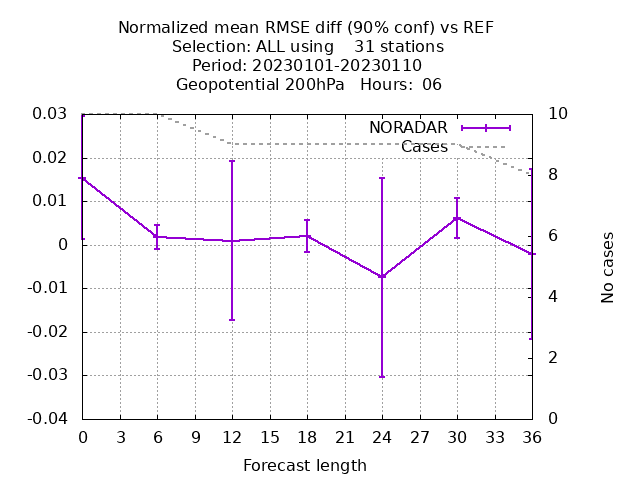 Normalized mean RMSE diff (90% conf) vs REF
Selection: ALL using    31 stations
Period: 20230101-20230110
Geopotential 200hPa   Hours:  06
0.03
0.02
0.01
0
-0.01
-0.02
-0.03
-0.04
10
8
6
4
2
0
NORADAR
Cases
No cases
0 3 6 9 12 15 18 21 24 27 30 33 36
Forecast length